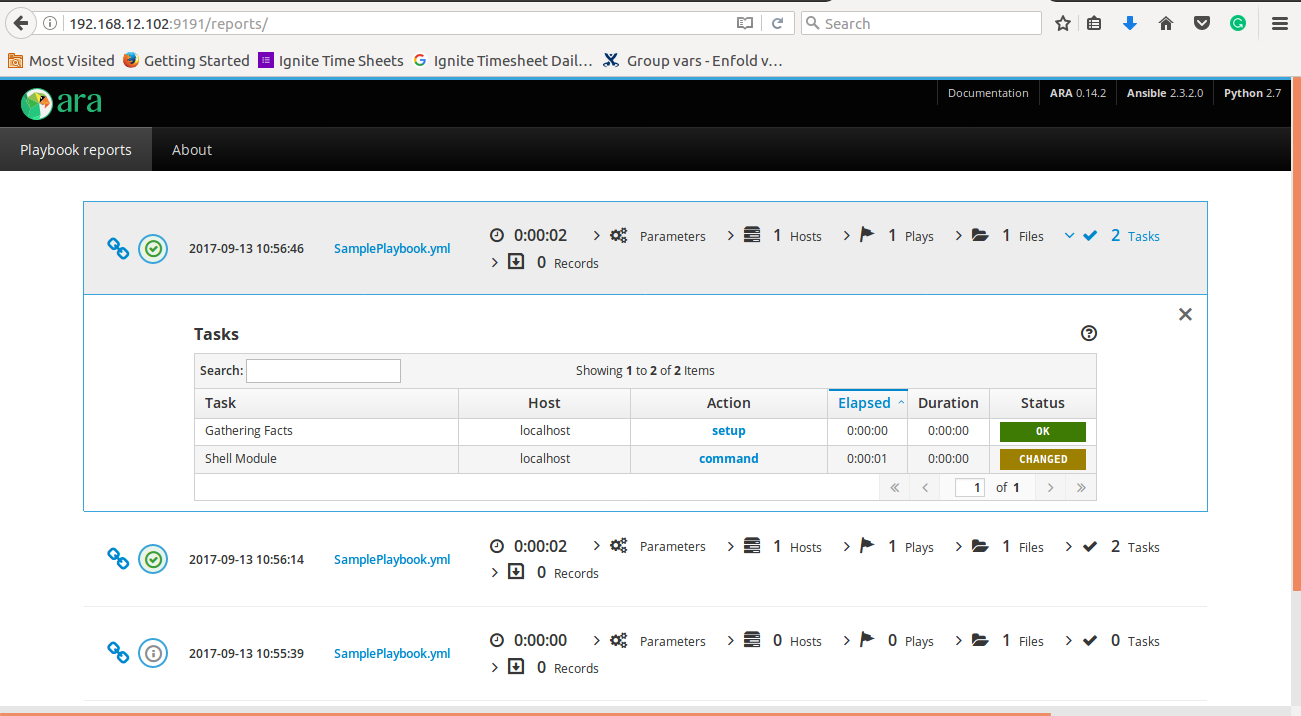 192.168.12.102:9191/reports/
Search
Most Visited Getting Started Ignite Time Sheets Ignite Timesheet Dail... Group vars - Enfold v...
ara
Documentation ARA 0.14.2 Ansible 2.3.2.0 Python 2.7
Playbook reports About
2017-09-13 10:56:46 SamplePlaybook.yml 0:00:02 Parameters 1 Hosts 1 Plays 1 Files 2 Tasks
0 Records
Tasks
Search: Showing 1 to 2 of 2 Items
Task Host Action Elapsed Duration Status
Gathering Facts localhost setup 0:00:00 0:00:00 OK
Shell Module localhost command 0:00:01 0:00:00 CHANGED
1 of 1
2017-09-13 10:56:14 SamplePlaybook.yml 0:00:02 Parameters 1 Hosts 1 Plays 1 Files 2 Tasks
0 Records
2017-09-13 10:55:39 SamplePlaybook.yml 0:00:00 Parameters 0 Hosts 0 Plays 1 Files 0 Tasks
0 Records